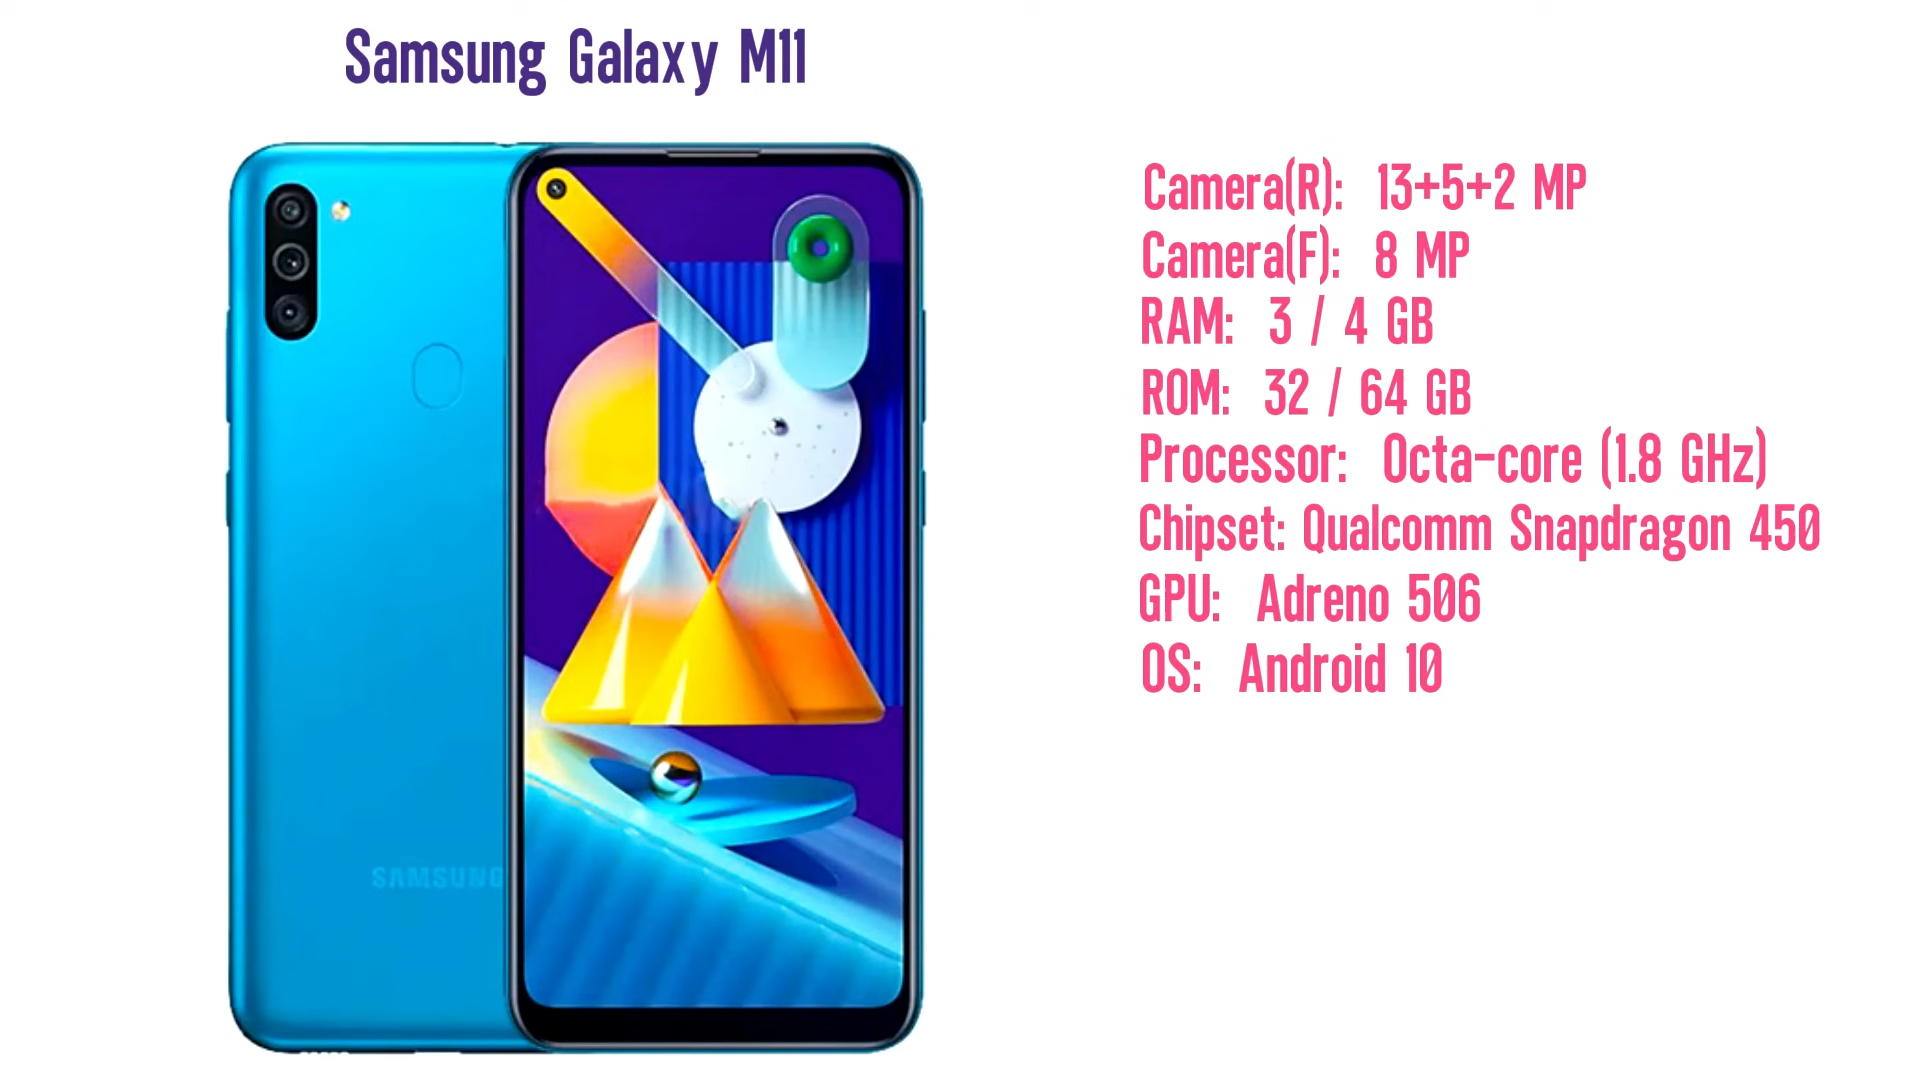 Samsung Galaxy M11
Camera(R): 13+5+2 MP
Camera(F): 8 MP
RAM: 3 / 4 GB
ROM: 32 / 64 GB
Processor: Octa-core (1.8 GHz)
Chipset: Qualcomm Snapdragon 450
GPU: Adreno 506
OS: Android 10
SAMSUNG